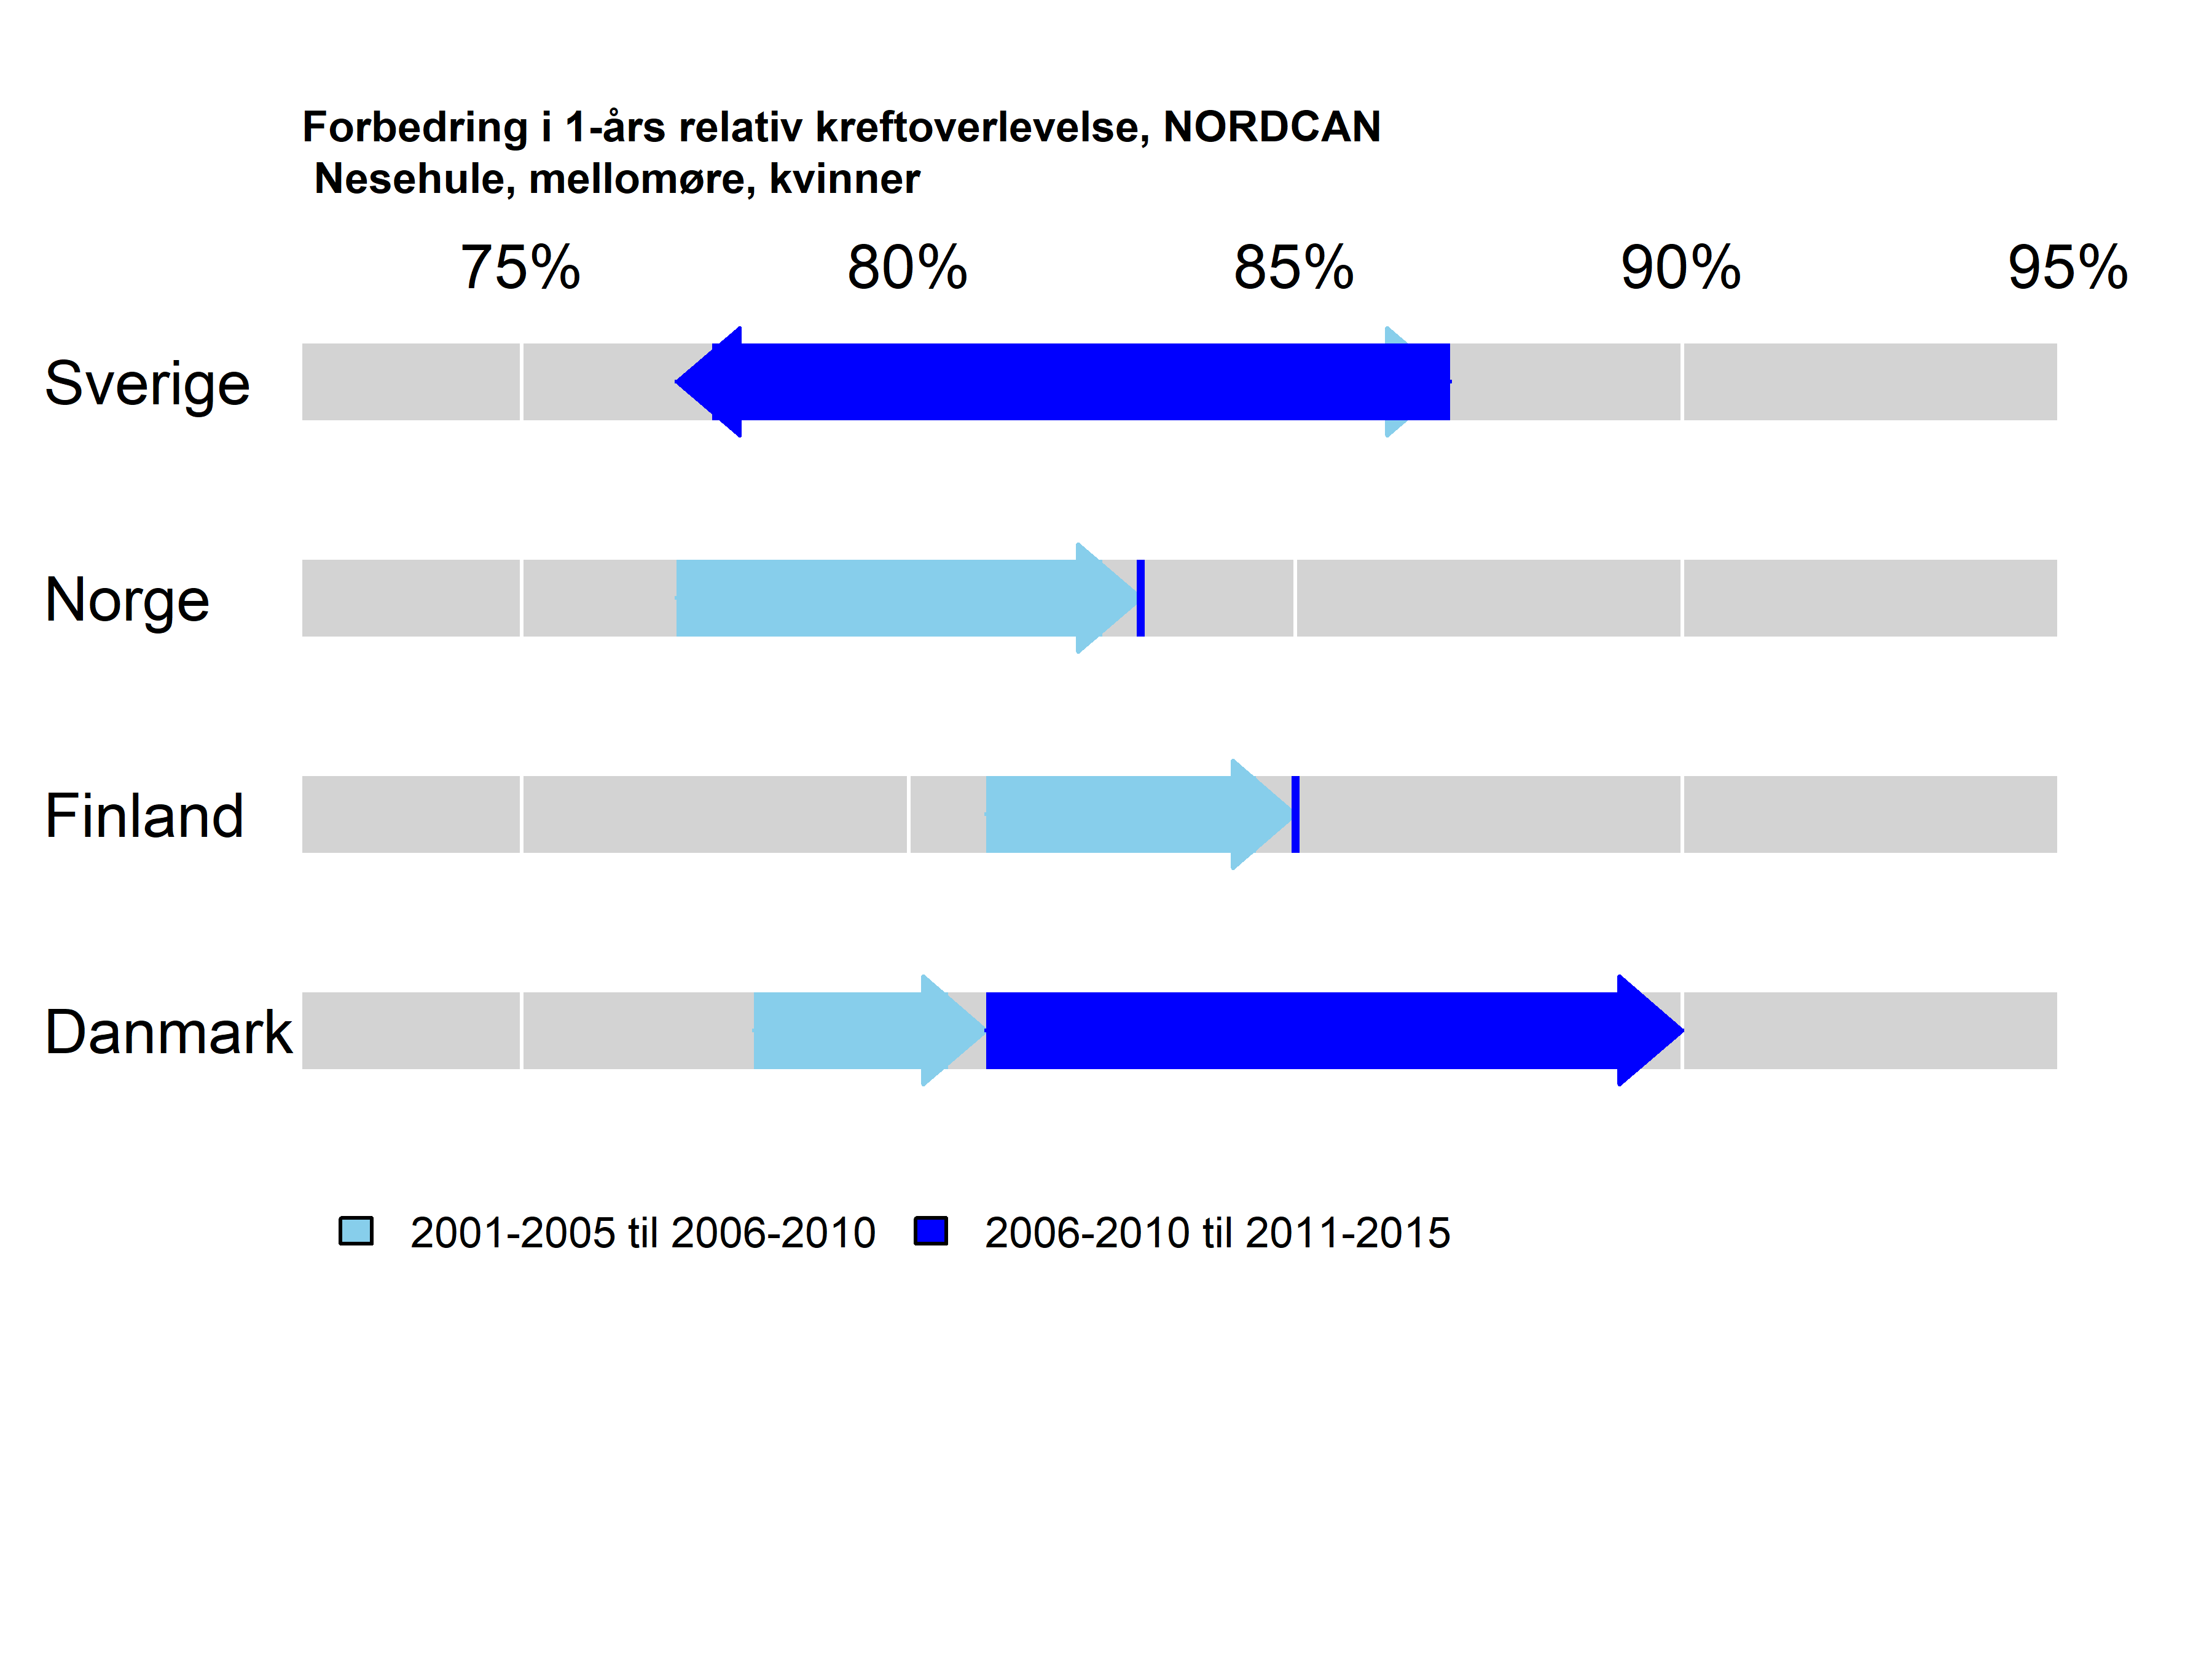 Forbedring i 1-års relativ kreftoverlevelse, NORDCAN
Nesehule, mellomøre, kvinner
75% 80% 85% 90% 95%
Sverige
Norge
Finland
Danmark
2001-2005 til 2006-2010 2006-2010 til 2011-2015